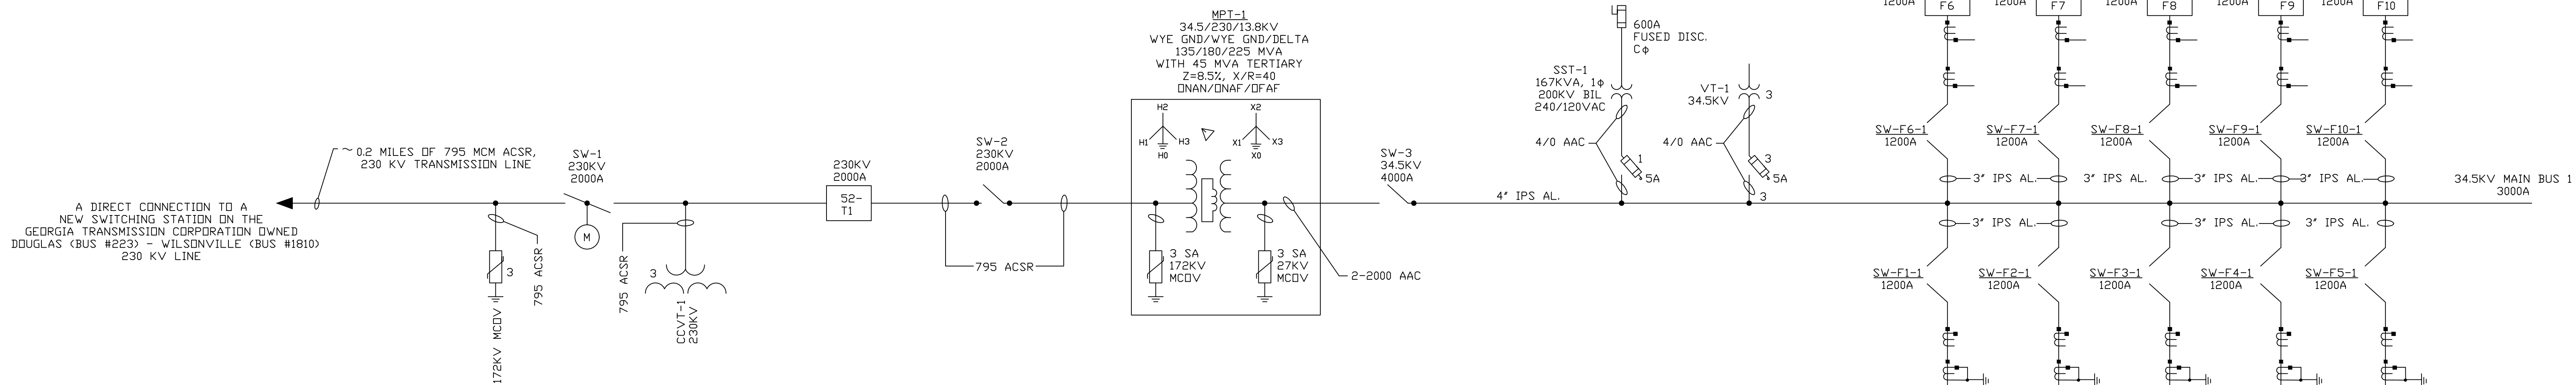 1200A
F6
1200A
F7
1200A
F8
1200A
F9
1200A
F10
MPT-1
34.5/230/13.8KV
WYE GND/WYE GND/DELTA
135/180/225 MVA
WITH 45 MVA TERTIARY
Z=8.5%, X/R=40
ONAN/ONAF/OFAF
H2
H1
H3
H0
X2
X1
X3
X0
600A
FUSED DISC.
Cϕ
SST-1
167KVA, 1ϕ
200KV BIL
240/120VAC
VT-1
34.5KV
3
4/0 AAC
1
5A
4/0 AAC
3
5A
3
~ 0.2 MILES OF 795 MCM ACSR,
230 KV TRANSMISSION LINE
SW-1
230KV
2000A
M
230KV
2000A
52-
T1
SW-2
230KV
2000A
SW-3
34.5KV
4000A
4" IPS AL.
A DIRECT CONNECTION TO A
NEW SWITCHING STATION ON THE
GEORGIA TRANSMISSION CORPORATION OWNED
DOUGLAS (BUS #223) - WILSONVILLE (BUS #1810)
230 KV LINE
3
172KV MCOV
795 ACSR
795 ACSR
3
CCVT-1
230KV
795 ACSR
3 SA
172KV
MCOV
3 SA
27KV
MCOV
2-2000 AAC
SW-F6-1
1200A
SW-F7-1
1200A
SW-F8-1
1200A
SW-F9-1
1200A
SW-F10-1
1200A
3" IPS AL.
3" IPS AL.
3" IPS AL.
3" IPS AL.
34.5KV MAIN BUS 1
3000A
3" IPS AL.
3" IPS AL.
3" IPS AL.
SW-F1-1
1200A
SW-F2-1
1200A
SW-F3-1
1200A
SW-F4-1
1200A
SW-F5-1
1200A